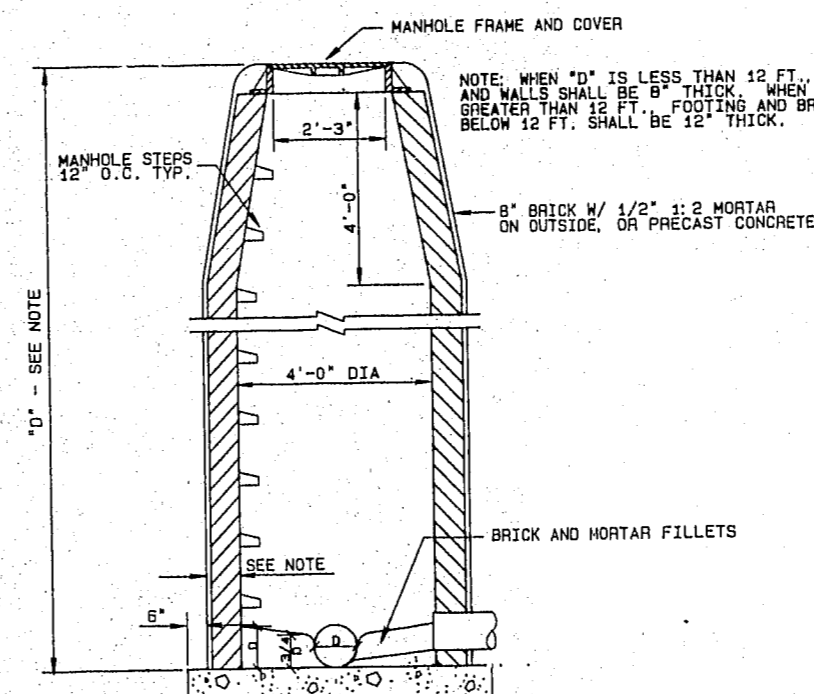 MANHOLE FRAME AND COVER
NOTE: WHEN "D" IS LESS THAN 12 FT.,
AND WALLS SHALL BE 8" THICK. WHEN
GREATER THAN 12 FT., FOOTING AND BR
BELOW 12 FT. SHALL BE 12" THICK.
2'-3"
MANHOLE STEPS
12" O.C. TYP.
4'-0"
8" BRICK W/ 1/2" 1:2 MORTAR
ON OUTSIDE, OR PRECAST CONCRETE
"D" - SEE NOTE
4'-0" DIA
BRICK AND MORTAR FILLETS
SEE NOTE
6"
D
3/4 D
D